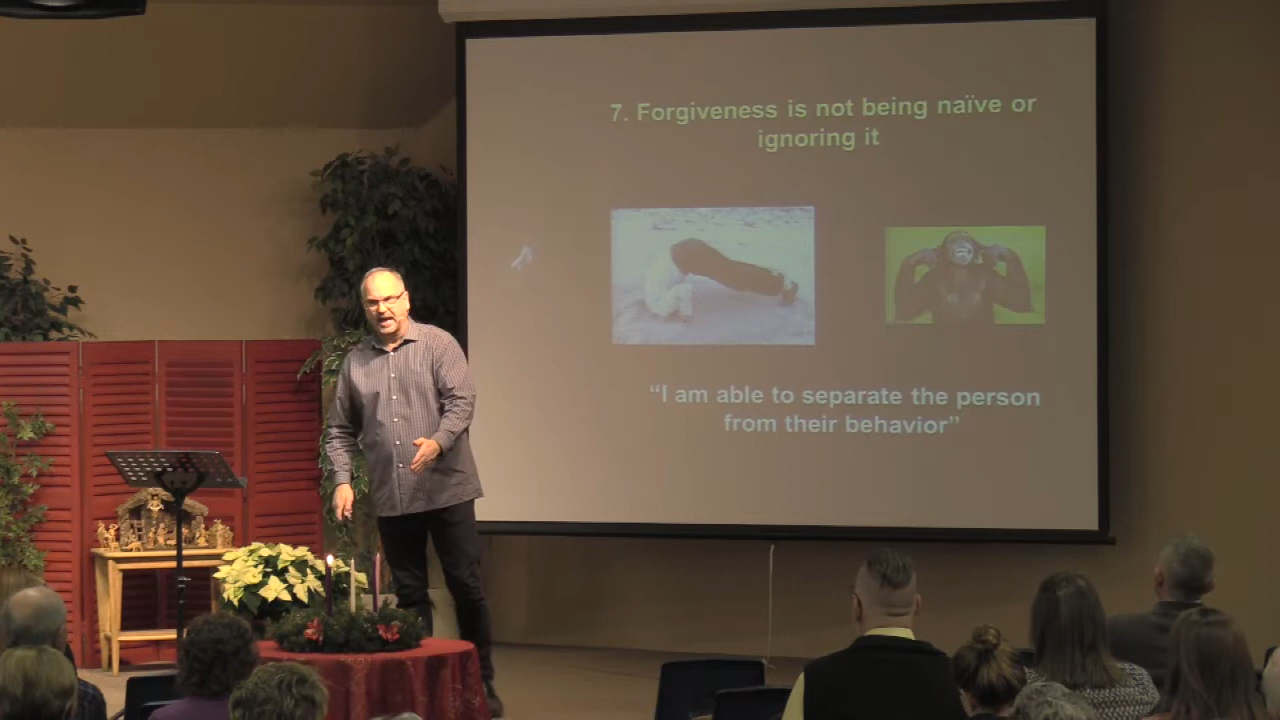 7. Forgiveness is not being naïve or
ignoring it
“I am able to separate the person
from their behavior”